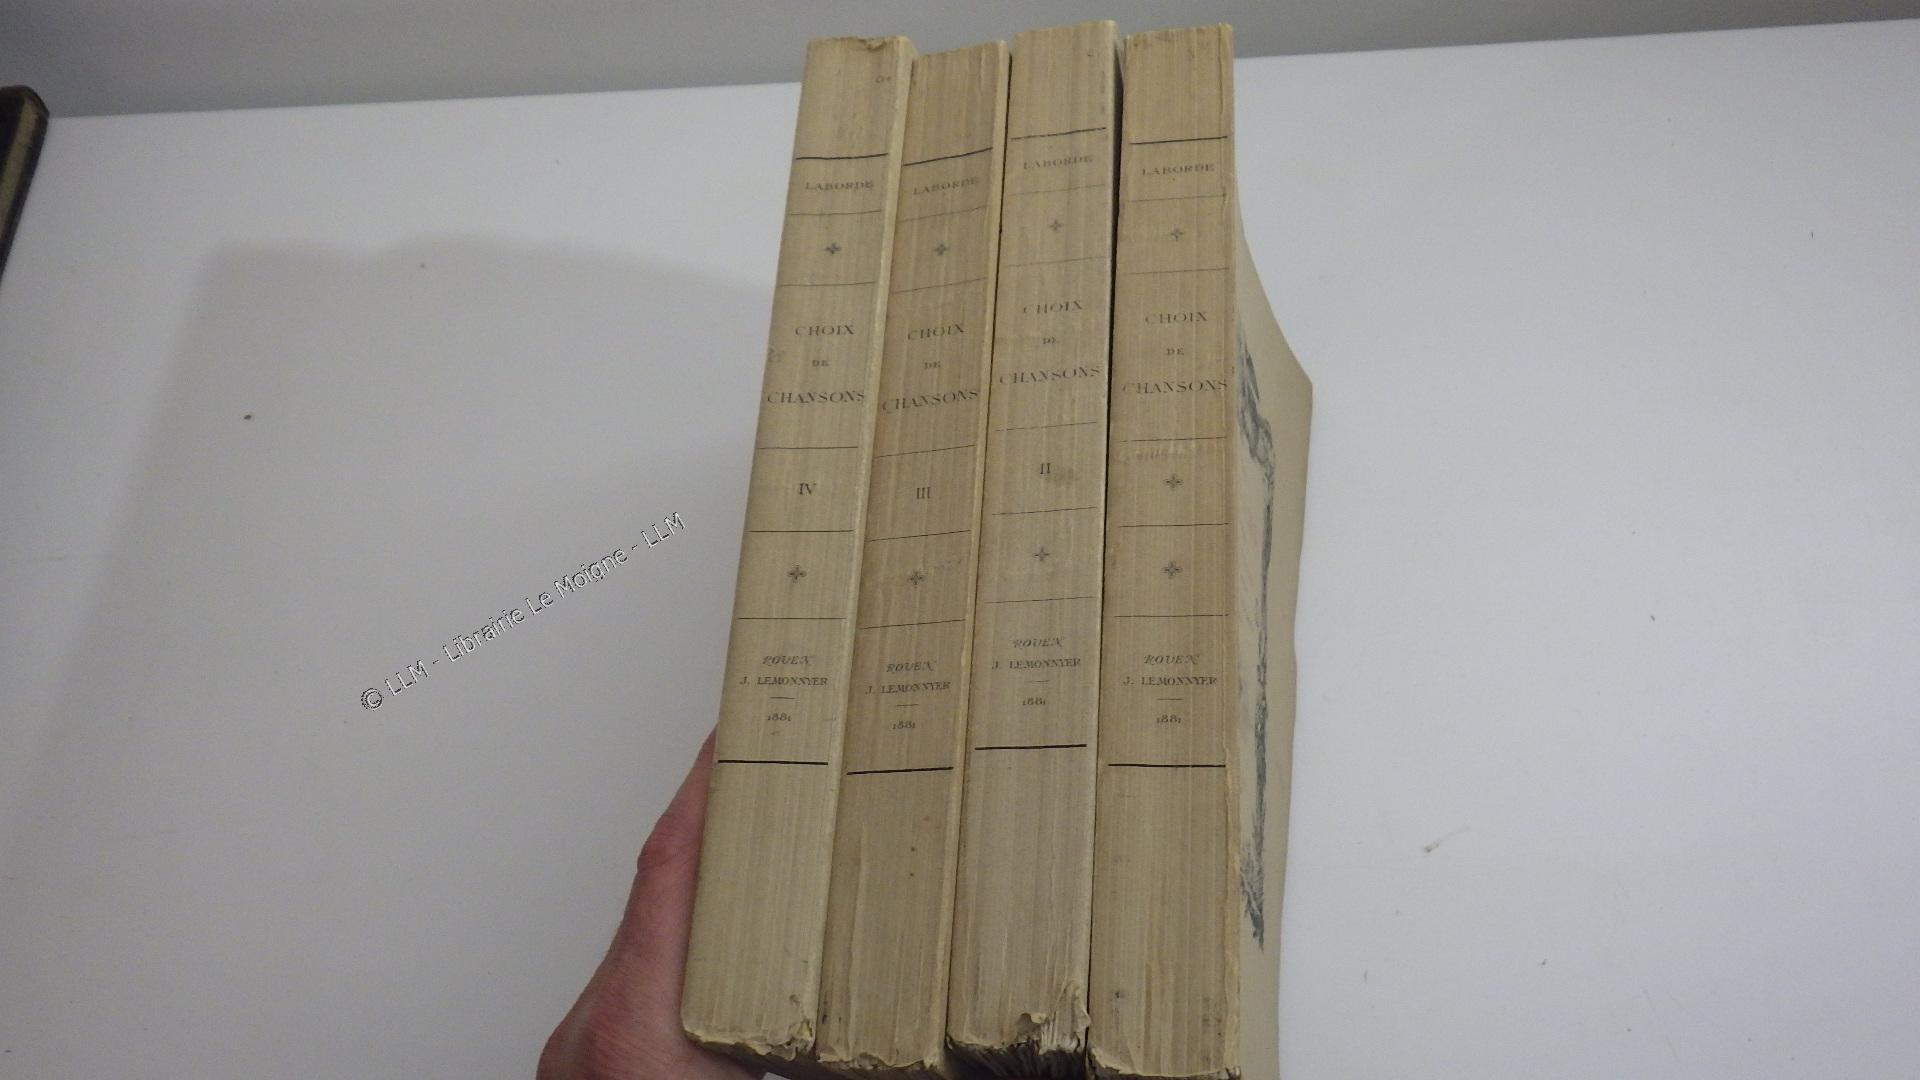 LABORDE
CHOIX
DE
CHANSONS
IV
ROUEN
J. LEMONNYER
1881
LABORDE
CHOIX
DE
CHANSONS
III
ROUEN
J. LEMONNYER
1881
LABORDE
CHOIX
DE
CHANSONS
II
ROUEN
J. LEMONNYER
1881
LABORDE
CHOIX
DE
CHANSONS
ROUEN
J. LEMONNYER
1881
© LLM - Librairie Le Moigne - LLM